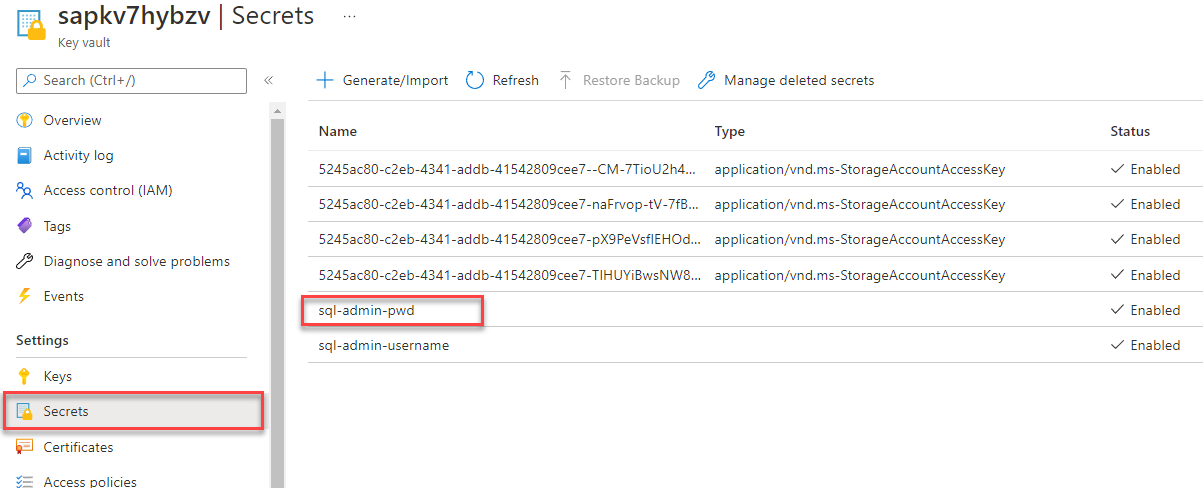 sapkv7hybzv | Secrets ...
Key vault
Search (Ctrl+/)
«
Generate/Import Refresh Restore Backup Manage deleted secrets
Overview
Activity log
Access control (IAM)
Tags
Diagnose and solve problems
Events
Settings
Keys
Secrets
Certificates
Access policies
Name Type Status
5245ac80-c2eb-4341-addb-41542809cee7--CM-7TioU2h4... application/vnd.ms-StorageAccountAccessKey Enabled
5245ac80-c2eb-4341-addb-41542809cee7-naFrvop-tV-7fB... application/vnd.ms-StorageAccountAccessKey Enabled
5245ac80-c2eb-4341-addb-41542809cee7-pX9PeVsflEHOd... application/vnd.ms-StorageAccountAccessKey Enabled
5245ac80-c2eb-4341-addb-41542809cee7-TIHUYiBwsNW8... application/vnd.ms-StorageAccountAccessKey Enabled
sql-admin-pwd Enabled
sql-admin-username Enabled